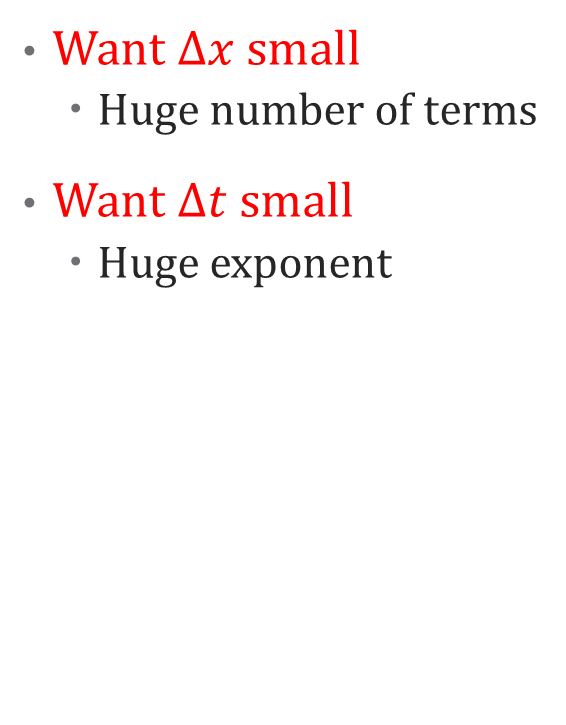 • Want Δx small
• Huge number of terms
• Want Δt small
• Huge exponent